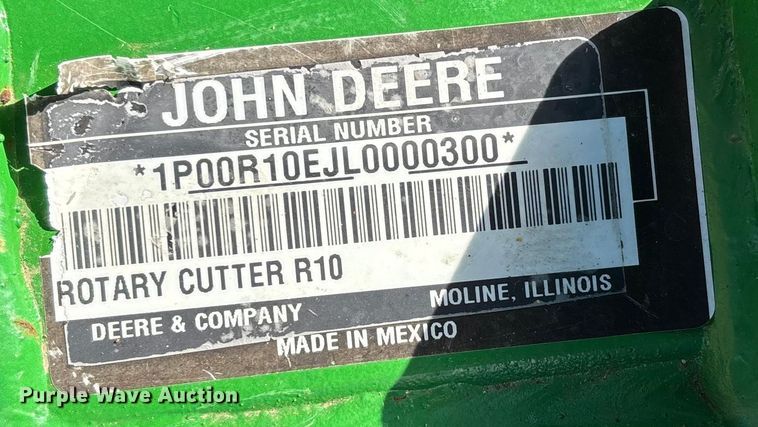 JOHN DEERE
SERIAL NUMBER
*1P00R10EJL0000300*
ROTARY CUTTER R10
DEERE & COMPANY MOLINE, ILLINOIS
MADE IN MEXICO
Purple Wave Auction